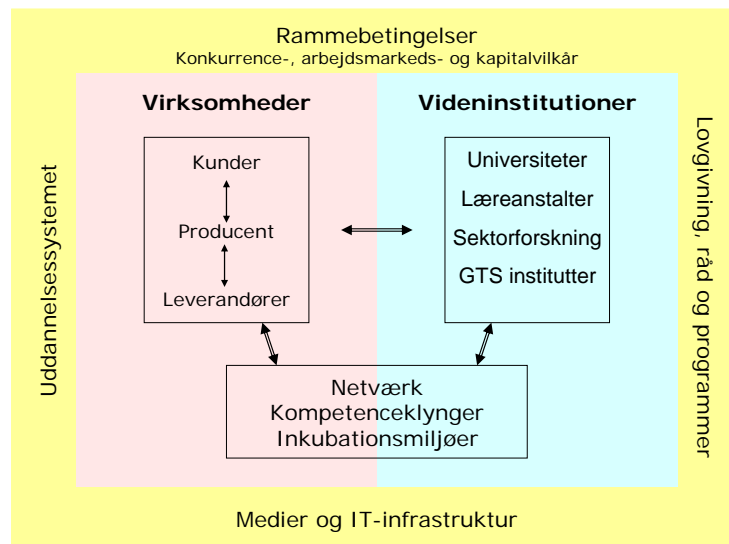 Rammebetingelser
Konkurrence-, arbejdsmarkeds- og kapitalvilkår
Virksomheder
Videninstitutioner
Kunder
Producent
Leverandører
Universiteter
Læreanstalter
Sektorforskning
GTS institutter
Netværk
Kompetenceklynger
Inkubationsmiljøer
Uddannelsessystemet
Lovgivning, råd og programmer
Medier og IT-infrastruktur